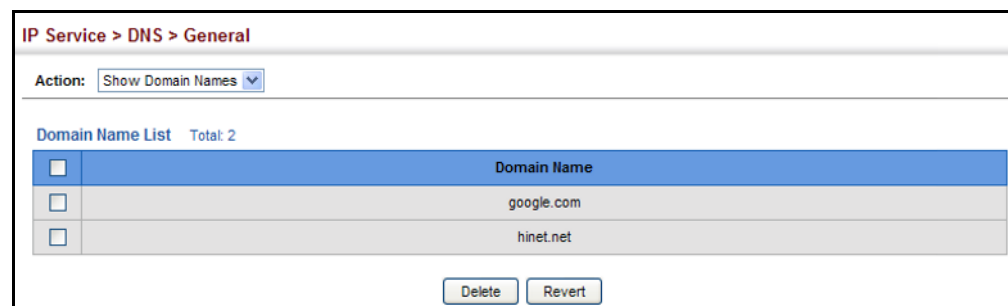 IP Service > DNS > General
Action: Show Domain Names
Domain Name List Total: 2
Domain Name
google.com
hinet.net
Delete Revert